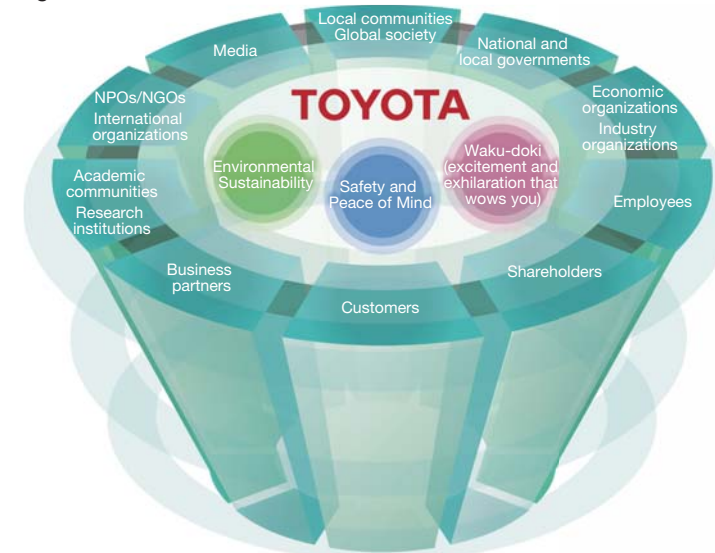 Local communities
Global society
Media
National and
local governments
NPOs/NGOs
International
organizations
TOYOTA
Economic
organizations
Industry
organizations
Environmental
Sustainability
Safety and
Peace of Mind
Waku-doki
(excitement and
exhilaration that
wows you)
Academic
communities
Research
institutions
Employees
Business
partners
Customers
Shareholders